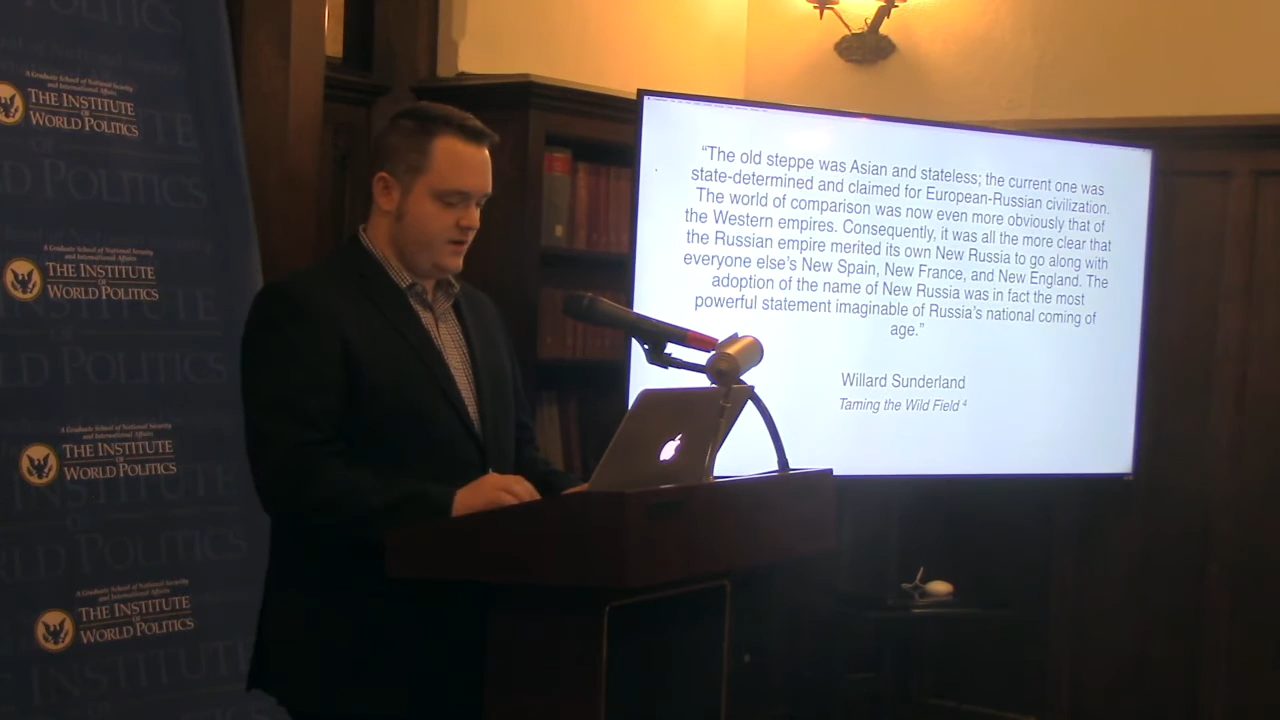 A Graduate School of National Security
and International Affairs
THE INSTITUTE
OF
WORLD POLITICS
A Graduate School of National Security
and International Affairs
THE INSTITUTE
OF
WORLD POLITICS
A Graduate School of National Security
and International Affairs
THE INSTITUTE
OF
WORLD POLITICS
A Graduate School of National Security
and International Affairs
THE INSTITUTE
OF
WORLD POLITICS
“The old steppe was Asian and stateless; the current one was
state-determined and claimed for European-Russian civilization.
The world of comparison was now even more obviously that of
the Western empires. Consequently, it was all the more clear that
the Russian empire merited its own New Russia to go along with
everyone else’s New Spain, New France, and New England. The
adoption of the name of New Russia was in fact the most
powerful statement imaginable of Russia’s national coming of
age.”
Willard Sunderland
Taming the Wild Field 4